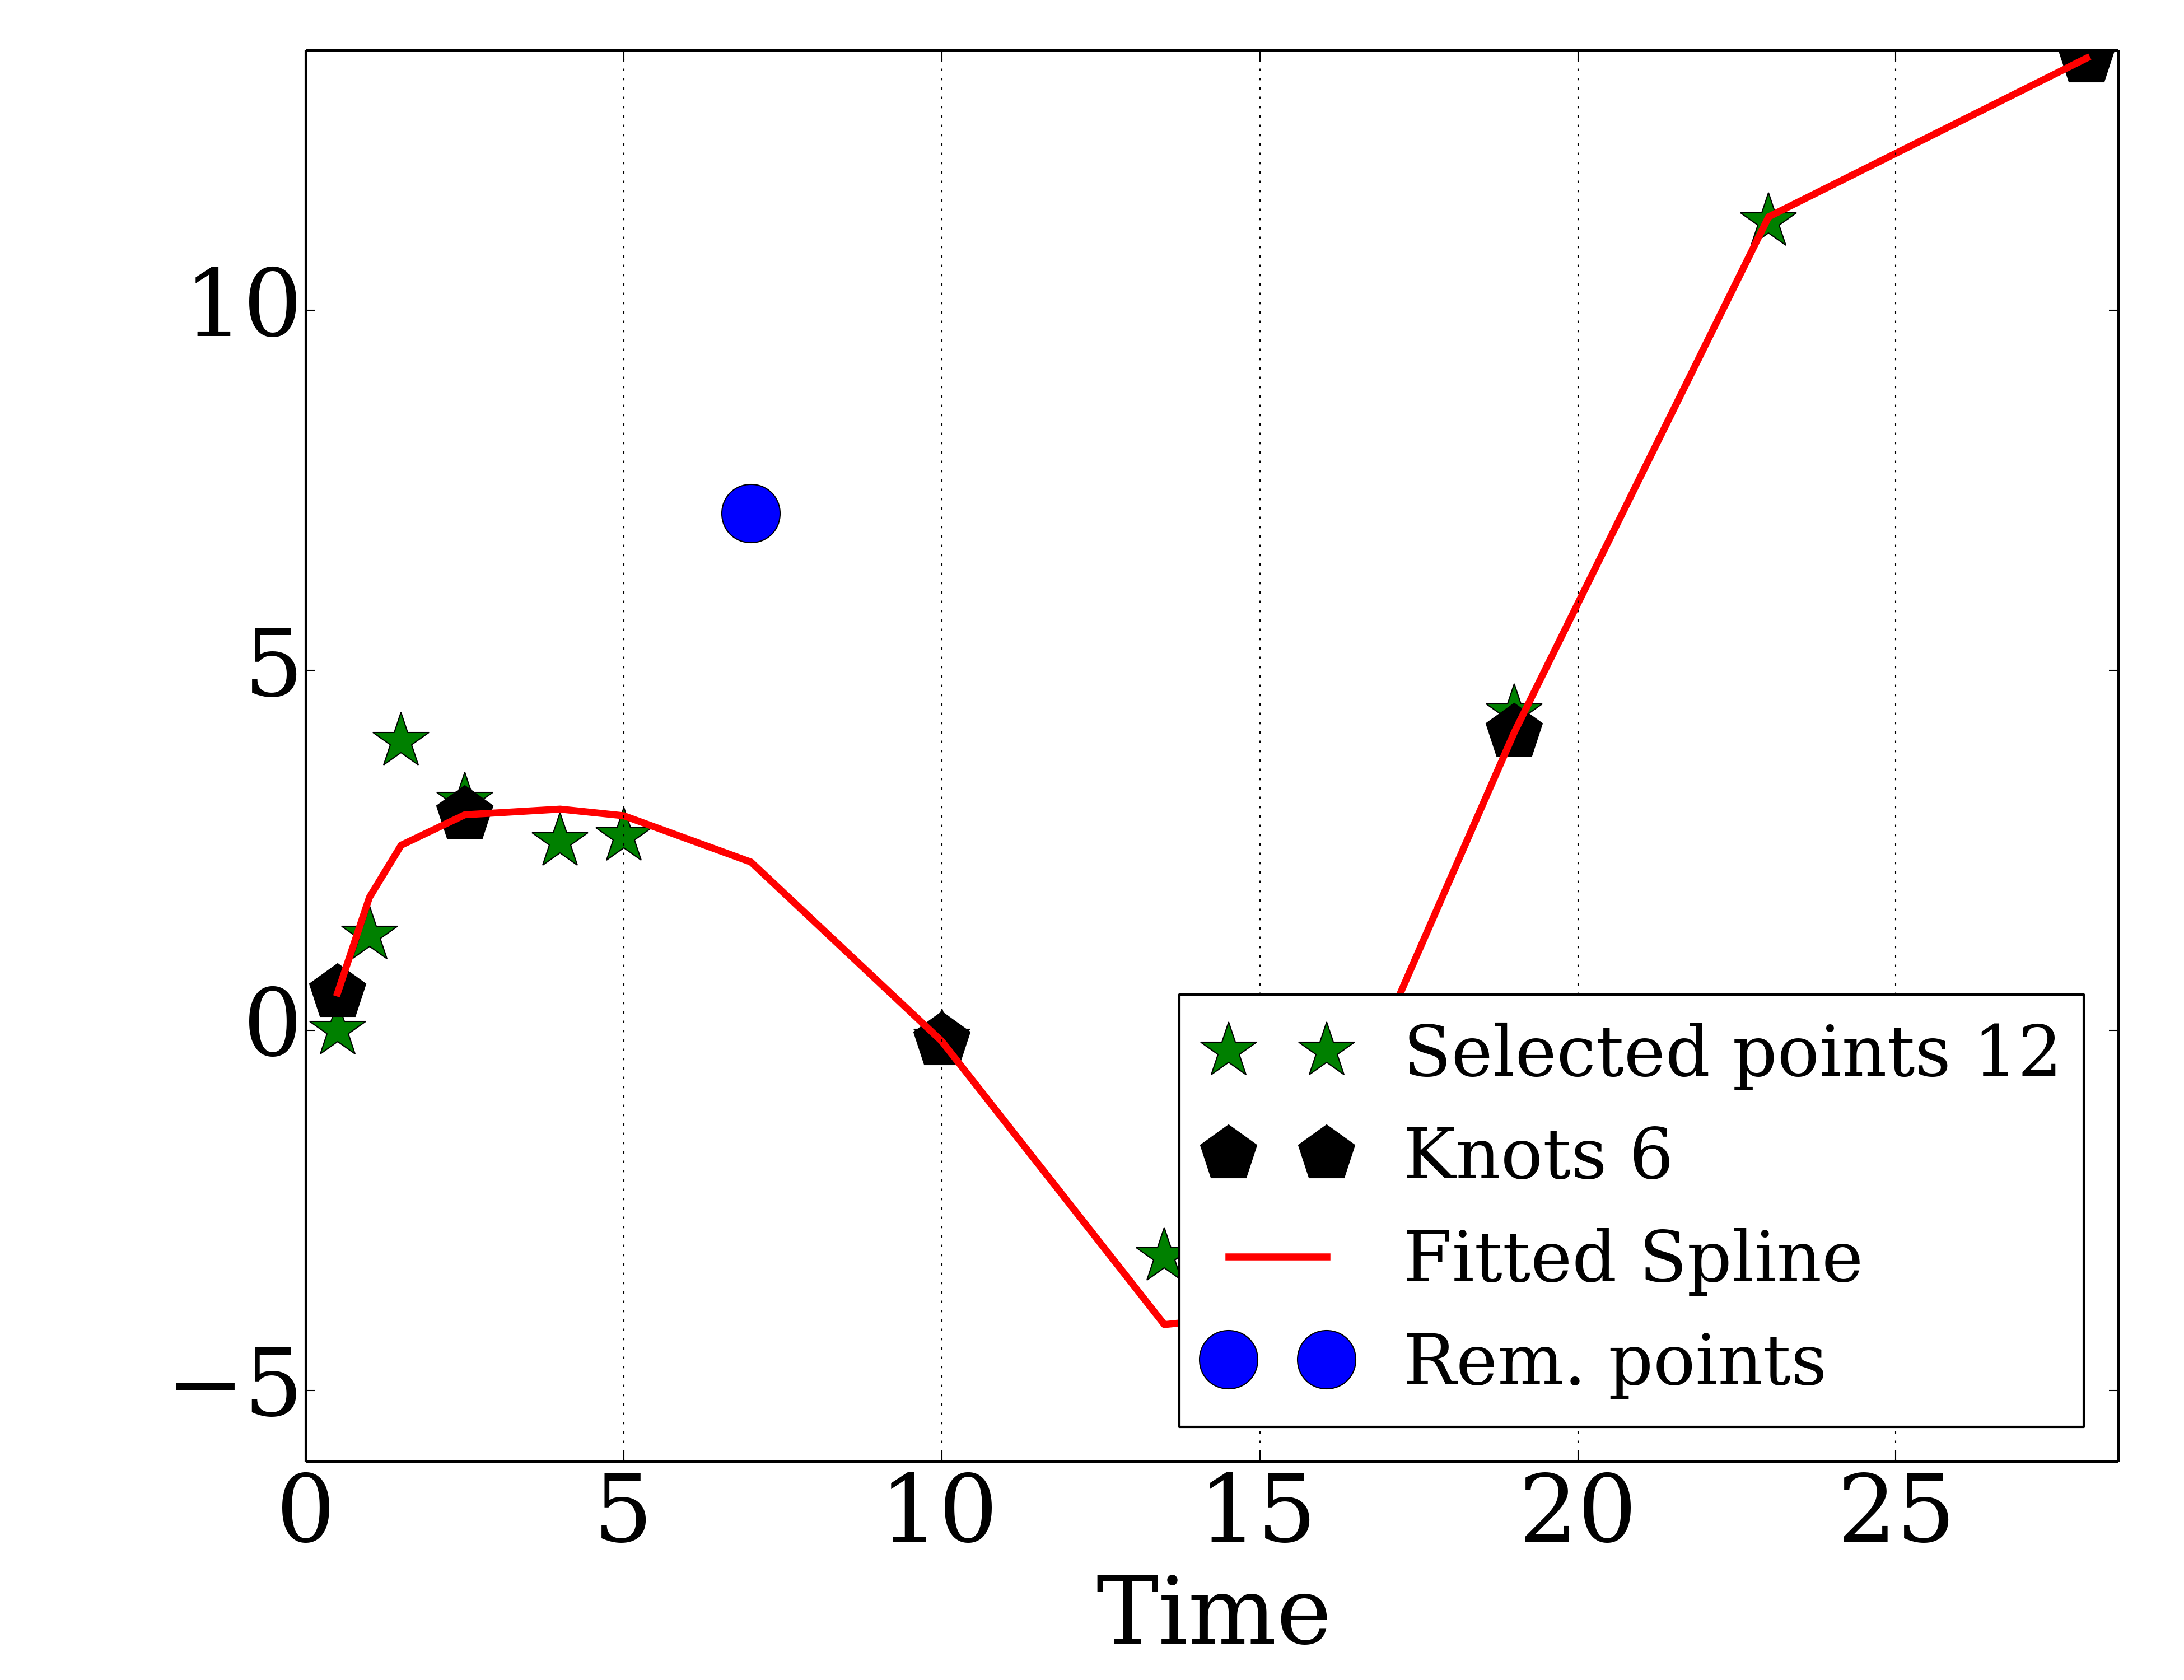 10
5
0
−5
Selected points 12
Knots 6
Fitted Spline
Rem. points
0 5 10 15 20 25
Time